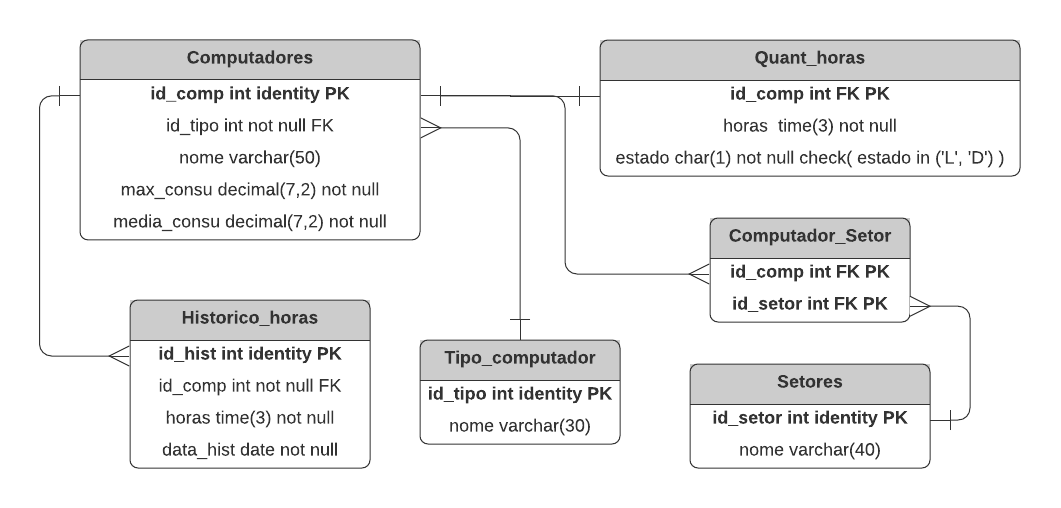 Computadores
id_comp int identity PK
id_tipo int not null FK
nome varchar(50)
max_consu decimal(7,2) not null
media_consu decimal(7,2) not null
Quant_horas
id_comp int FK PK
horas  time(3) not null
estado char(1) not null check( estado in ('L', 'D') )
Computador_Setor
id_comp int FK PK
id_setor int FK PK
Historico_horas
id_hist int identity PK
id_comp int not null FK
horas time(3) not null
data_hist date not null
Tipo_computador
id_tipo int identity PK
nome varchar(30)
Setores
id_setor int identity PK
nome varchar(40)